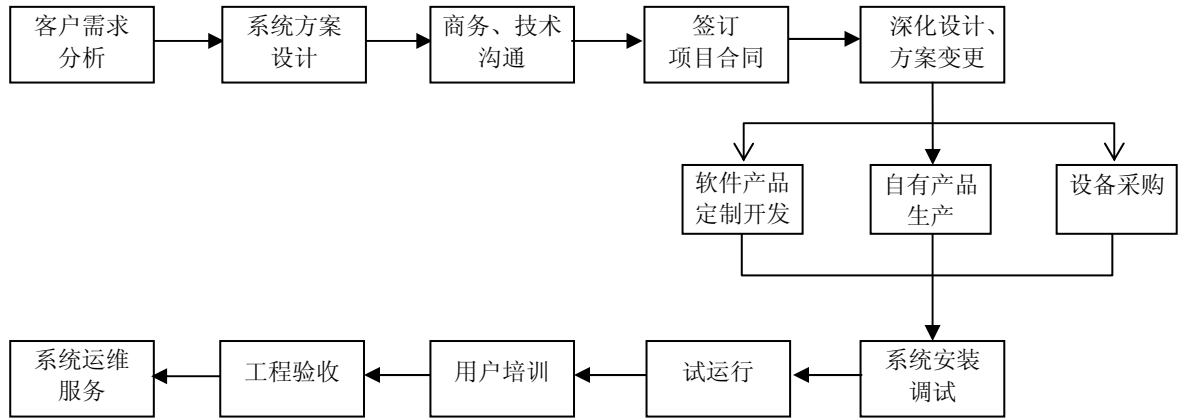 客户需求
分析
系统方案
设计
商务、技术
沟通
签订
项目合同
深化设计、
方案变更
软件产品
定制开发
自有产品
生产
设备采购
系统运维
服务
工程验收
用户培训
试运行
系统安装
调试